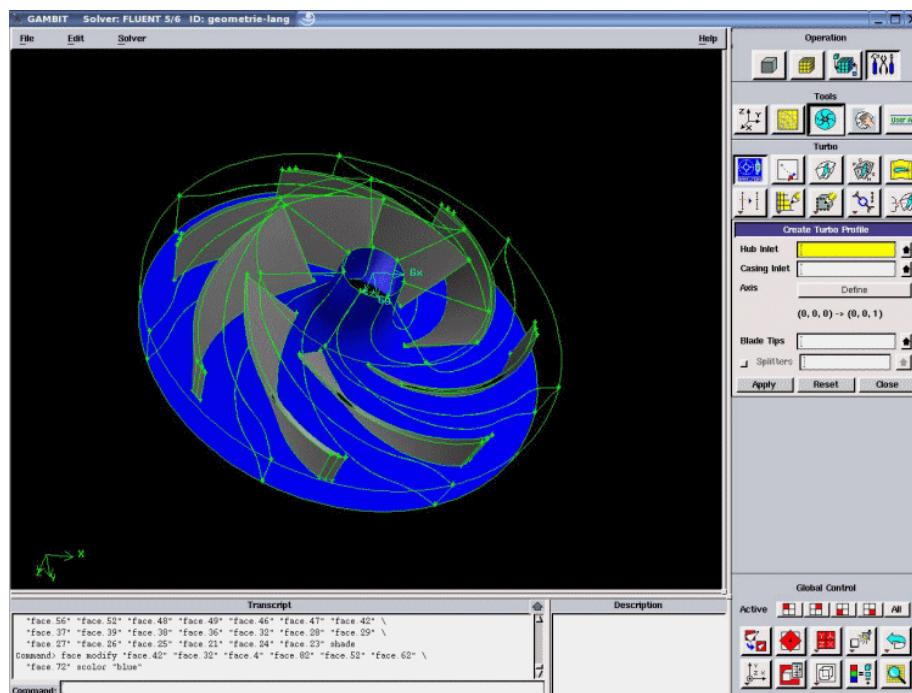 GAMBIT Solver: FLUENT 5/6 ID: geometrie-lang
File Edit Solver Help
Operation
Tools
Z Y X
User
Turbo
Create Turbo Profile
Hub Inlet
Casing Inlet
Axis Define
(0, 0, 0) -> (0, 0, 1)
Blade Tips
Splitters
Apply Reset Close
Gx
X
Y
Z
Transcript
Description
"face.56" "face.52" "face.48" "face.49" "face.46" "face.47" "face.42" \
"face.37" "face.39" "face.38" "face.36" "face.32" "face.28" "face.29" \
"face.27" "face.26" "face.25" "face.21" "face.24" "face.23" shade
Command> face modify "face.42" "face.32" "face.4" "face.82" "face.52" "face.62" \
"face.72" scolor "blue"
Command:
Global Control
Active All